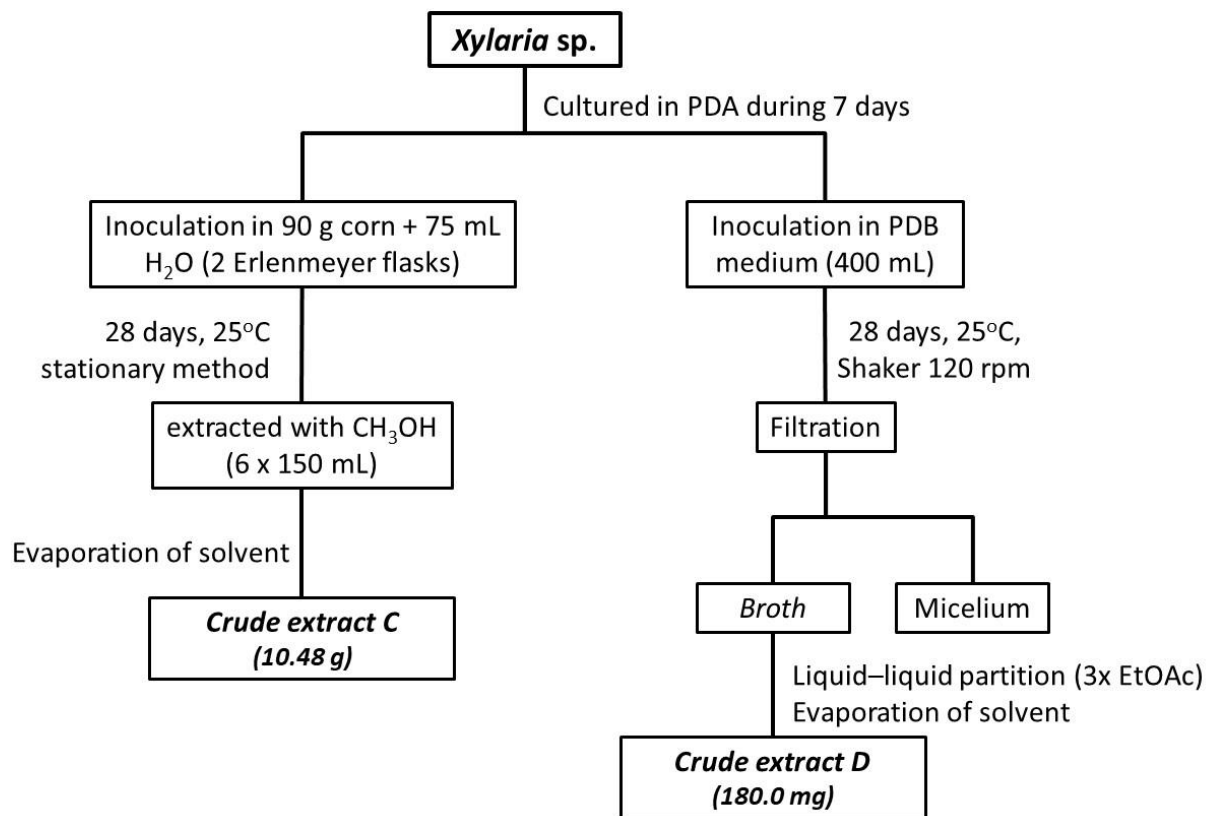 Xylaria sp.
Cultured in PDA during 7 days
Inoculation in 90 g corn + 75 mL
H₂O (2 Erlenmeyer flasks)
28 days, 25°C
stationary method
extracted with CH₃OH
(6 x 150 mL)
Evaporation of solvent
Crude extract C
(10.48 g)
Inoculation in PDB
medium (400 mL)
28 days, 25°C,
Shaker 120 rpm
Filtration
Broth
Micelium
Liquid–liquid partition (3x EtOAc)
Evaporation of solvent
Crude extract D
(180.0 mg)